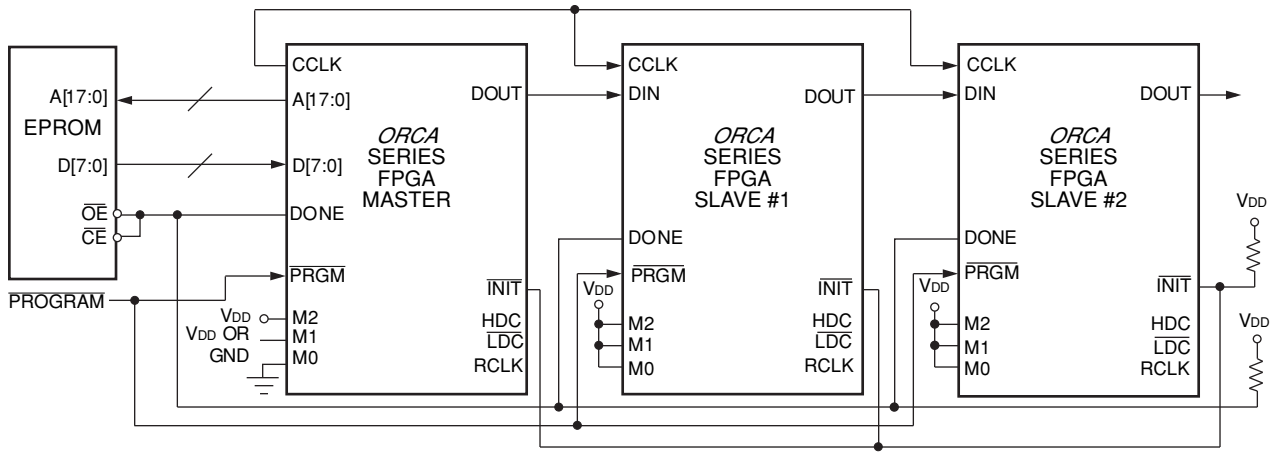 EPROM
A[17:0]
D[7:0]
OE
CE
PROGRAM
CCLK
A[17:0]
D[7:0]
DONE
PRGM
VDD
M2
VDD OR
GND
M1
M0
DOUT
ORCA
SERIES
FPGA
MASTER
INIT
HDC
LDC
RCLK
CCLK
DIN
DOUT
ORCA
SERIES
FPGA
SLAVE #1
DONE
PRGM
VDD
M2
M1
M0
INIT
HDC
LDC
RCLK
CCLK
DIN
DOUT
ORCA
SERIES
FPGA
SLAVE #2
DONE
PRGM
VDD
M2
M1
M0
INIT
HDC
LDC
RCLK
VDD
VDD